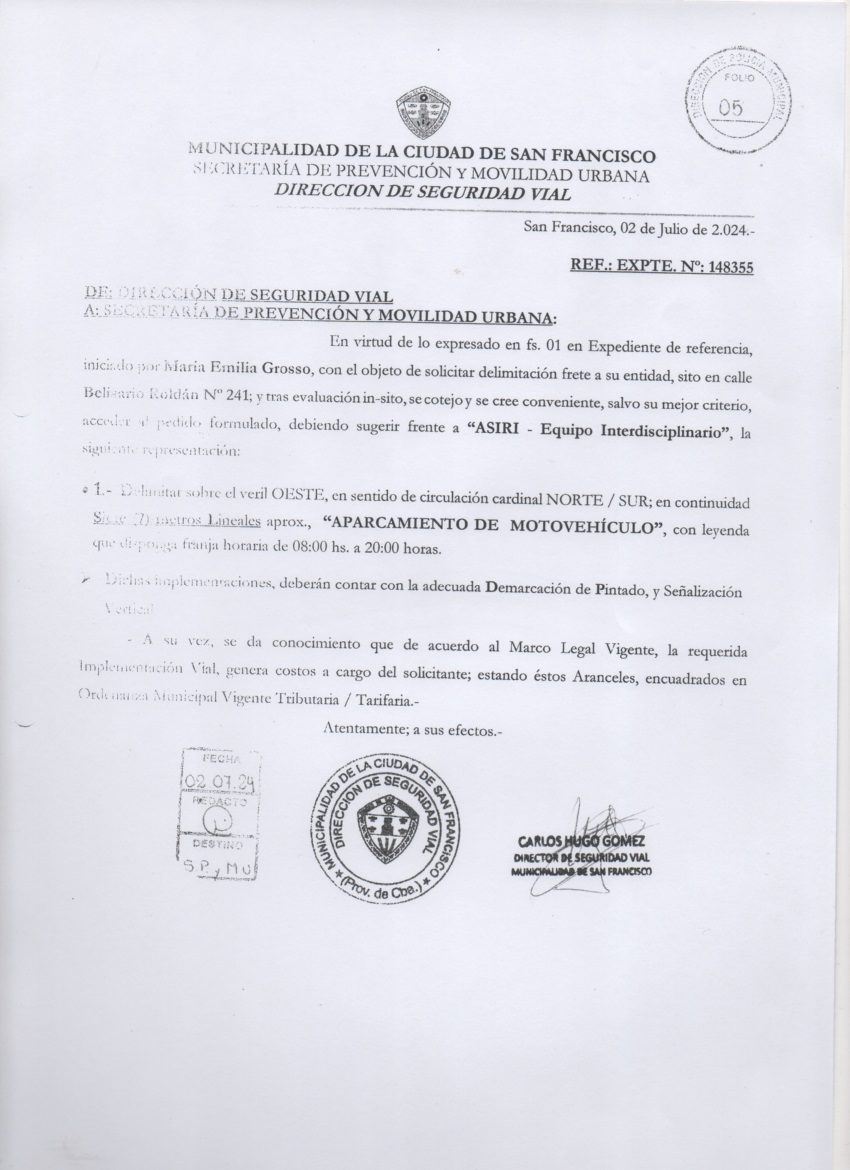 DIRECCION DE POLICIA MUNICIPAL
FOLIO
05
MUNICIPALIDAD DE LA CIUDAD DE SAN FRANCISCO
SECRETARÍA DE PREVENCIÓN Y MOVILIDAD URBANA
DIRECCION DE SEGURIDAD VIAL
San Francisco, 02 de Julio de 2.024.-
REF.: EXPTE. Nº: 148355
DE: DIRECCIÓN DE SEGURIDAD VIAL
A: SECRETARÍA DE PREVENCIÓN Y MOVILIDAD URBANA:
En virtud de lo expresado en fs. 01 en Expediente de referencia,
iniciado por María Emilia Grosso, con el objeto de solicitar delimitación frete a su entidad, sito en calle
Belisario Roldán Nº 241; y tras evaluación in-sito, se cotejo y se cree conveniente, salvo su mejor criterio,
acceder al pedido formulado, debiendo sugerir frente a “ASIRI - Equipo Interdisciplinario”, la
siguiente representación:
• 1.- Delimitar sobre el veril OESTE, en sentido de circulación cardinal NORTE / SUR; en continuidad
Siete (7) metros Lineales aprox., “APARCAMIENTO DE MOTOVEHÍCULO”, con leyenda
que disponga franja horaria de 08:00 hs. a 20:00 horas.
➢ Dichas implementaciones, deberán contar con la adecuada Demarcación de Pintado, y Señalización
Vertical
- A su vez, se da conocimiento que de acuerdo al Marco Legal Vigente, la requerida
Implementación Vial, genera costos a cargo del solicitante; estando éstos Aranceles, encuadrados en
Ordenanza Municipal Vigente Tributaria / Tarifaria.-
Atentamente; a sus efectos.-
FECHA
02.07.24
REDACTO
DESTINO
S.P. y MU
MUNICIPALIDAD DE LA CIUDAD DE SAN FRANCISCO
DIRECCION DE SEGURIDAD VIAL
(Prov. de Cba.)
CARLOS HUGO GOMEZ
DIRECTOR DE SEGURIDAD VIAL
MUNICIPALIDAD DE SAN FRANCISCO